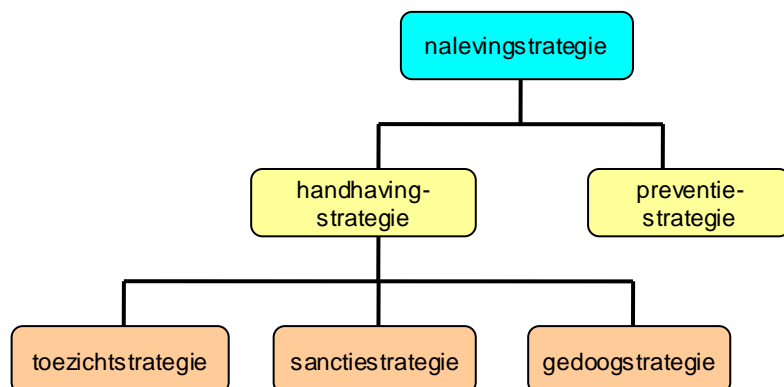 nalevingstrategie
handhaving-
strategie
preventie-
strategie
toezichtstrategie
sanctiestrategie
gedoogstrategie